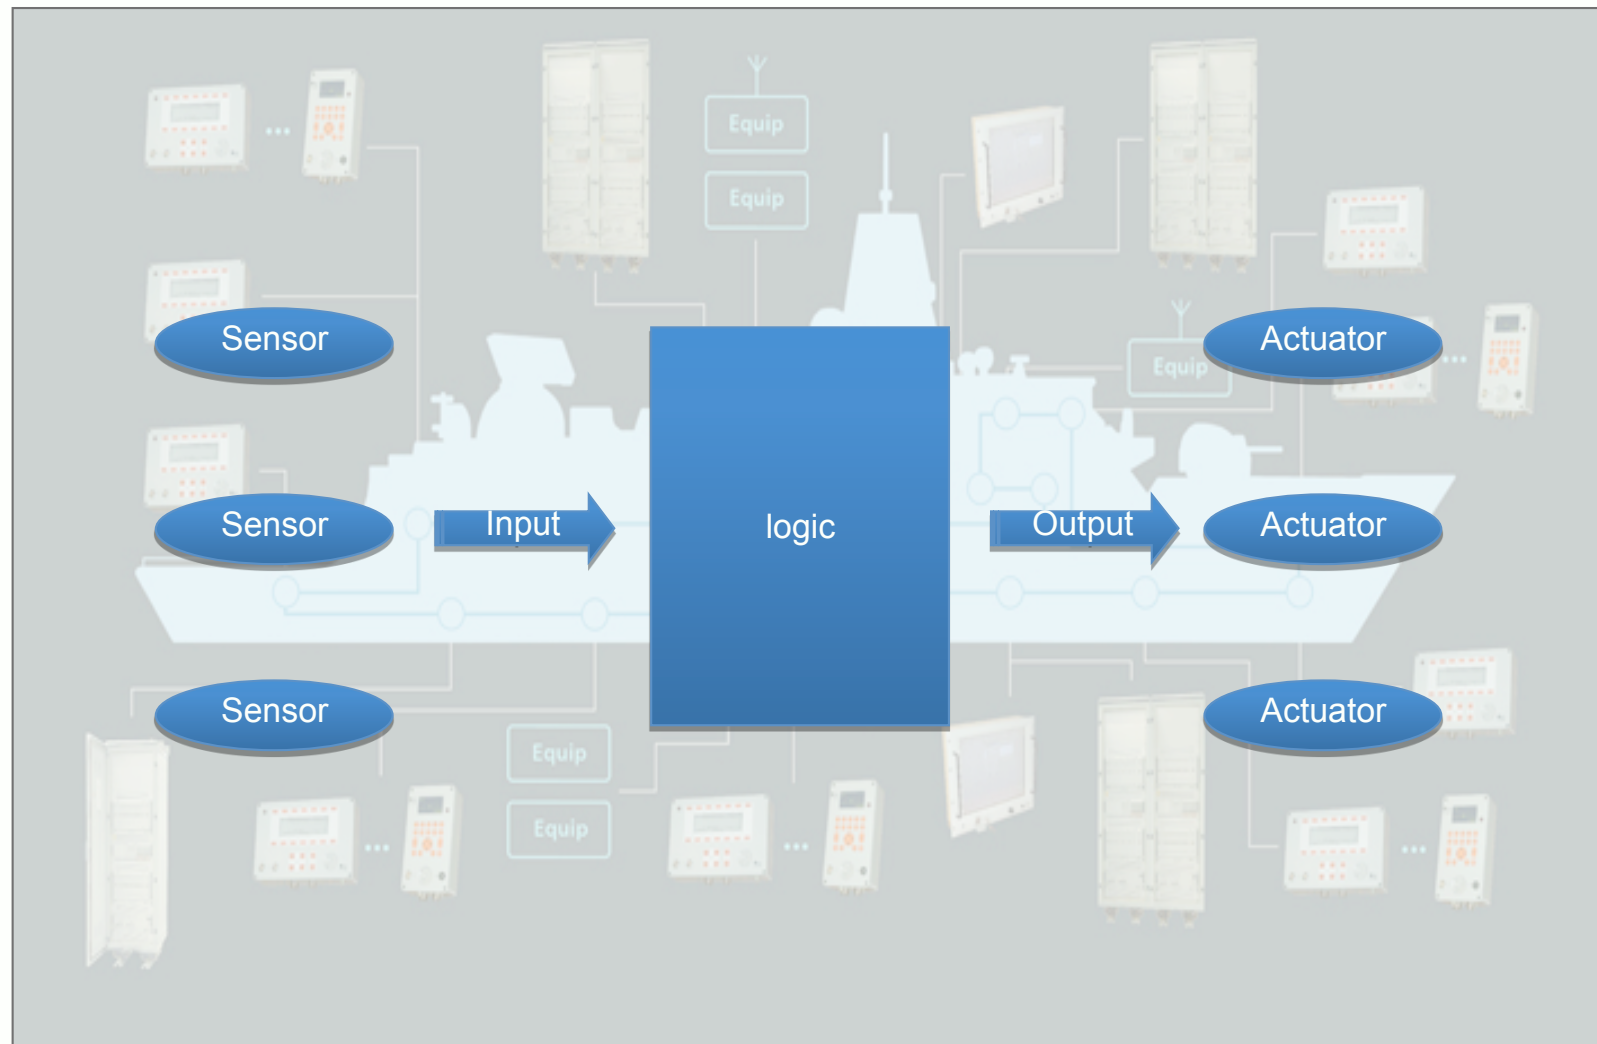 Equip
Equip
Sensor
Actuator
Equip
Sensor
Input
logic
Output
Actuator
Sensor
Actuator
Equip
Equip